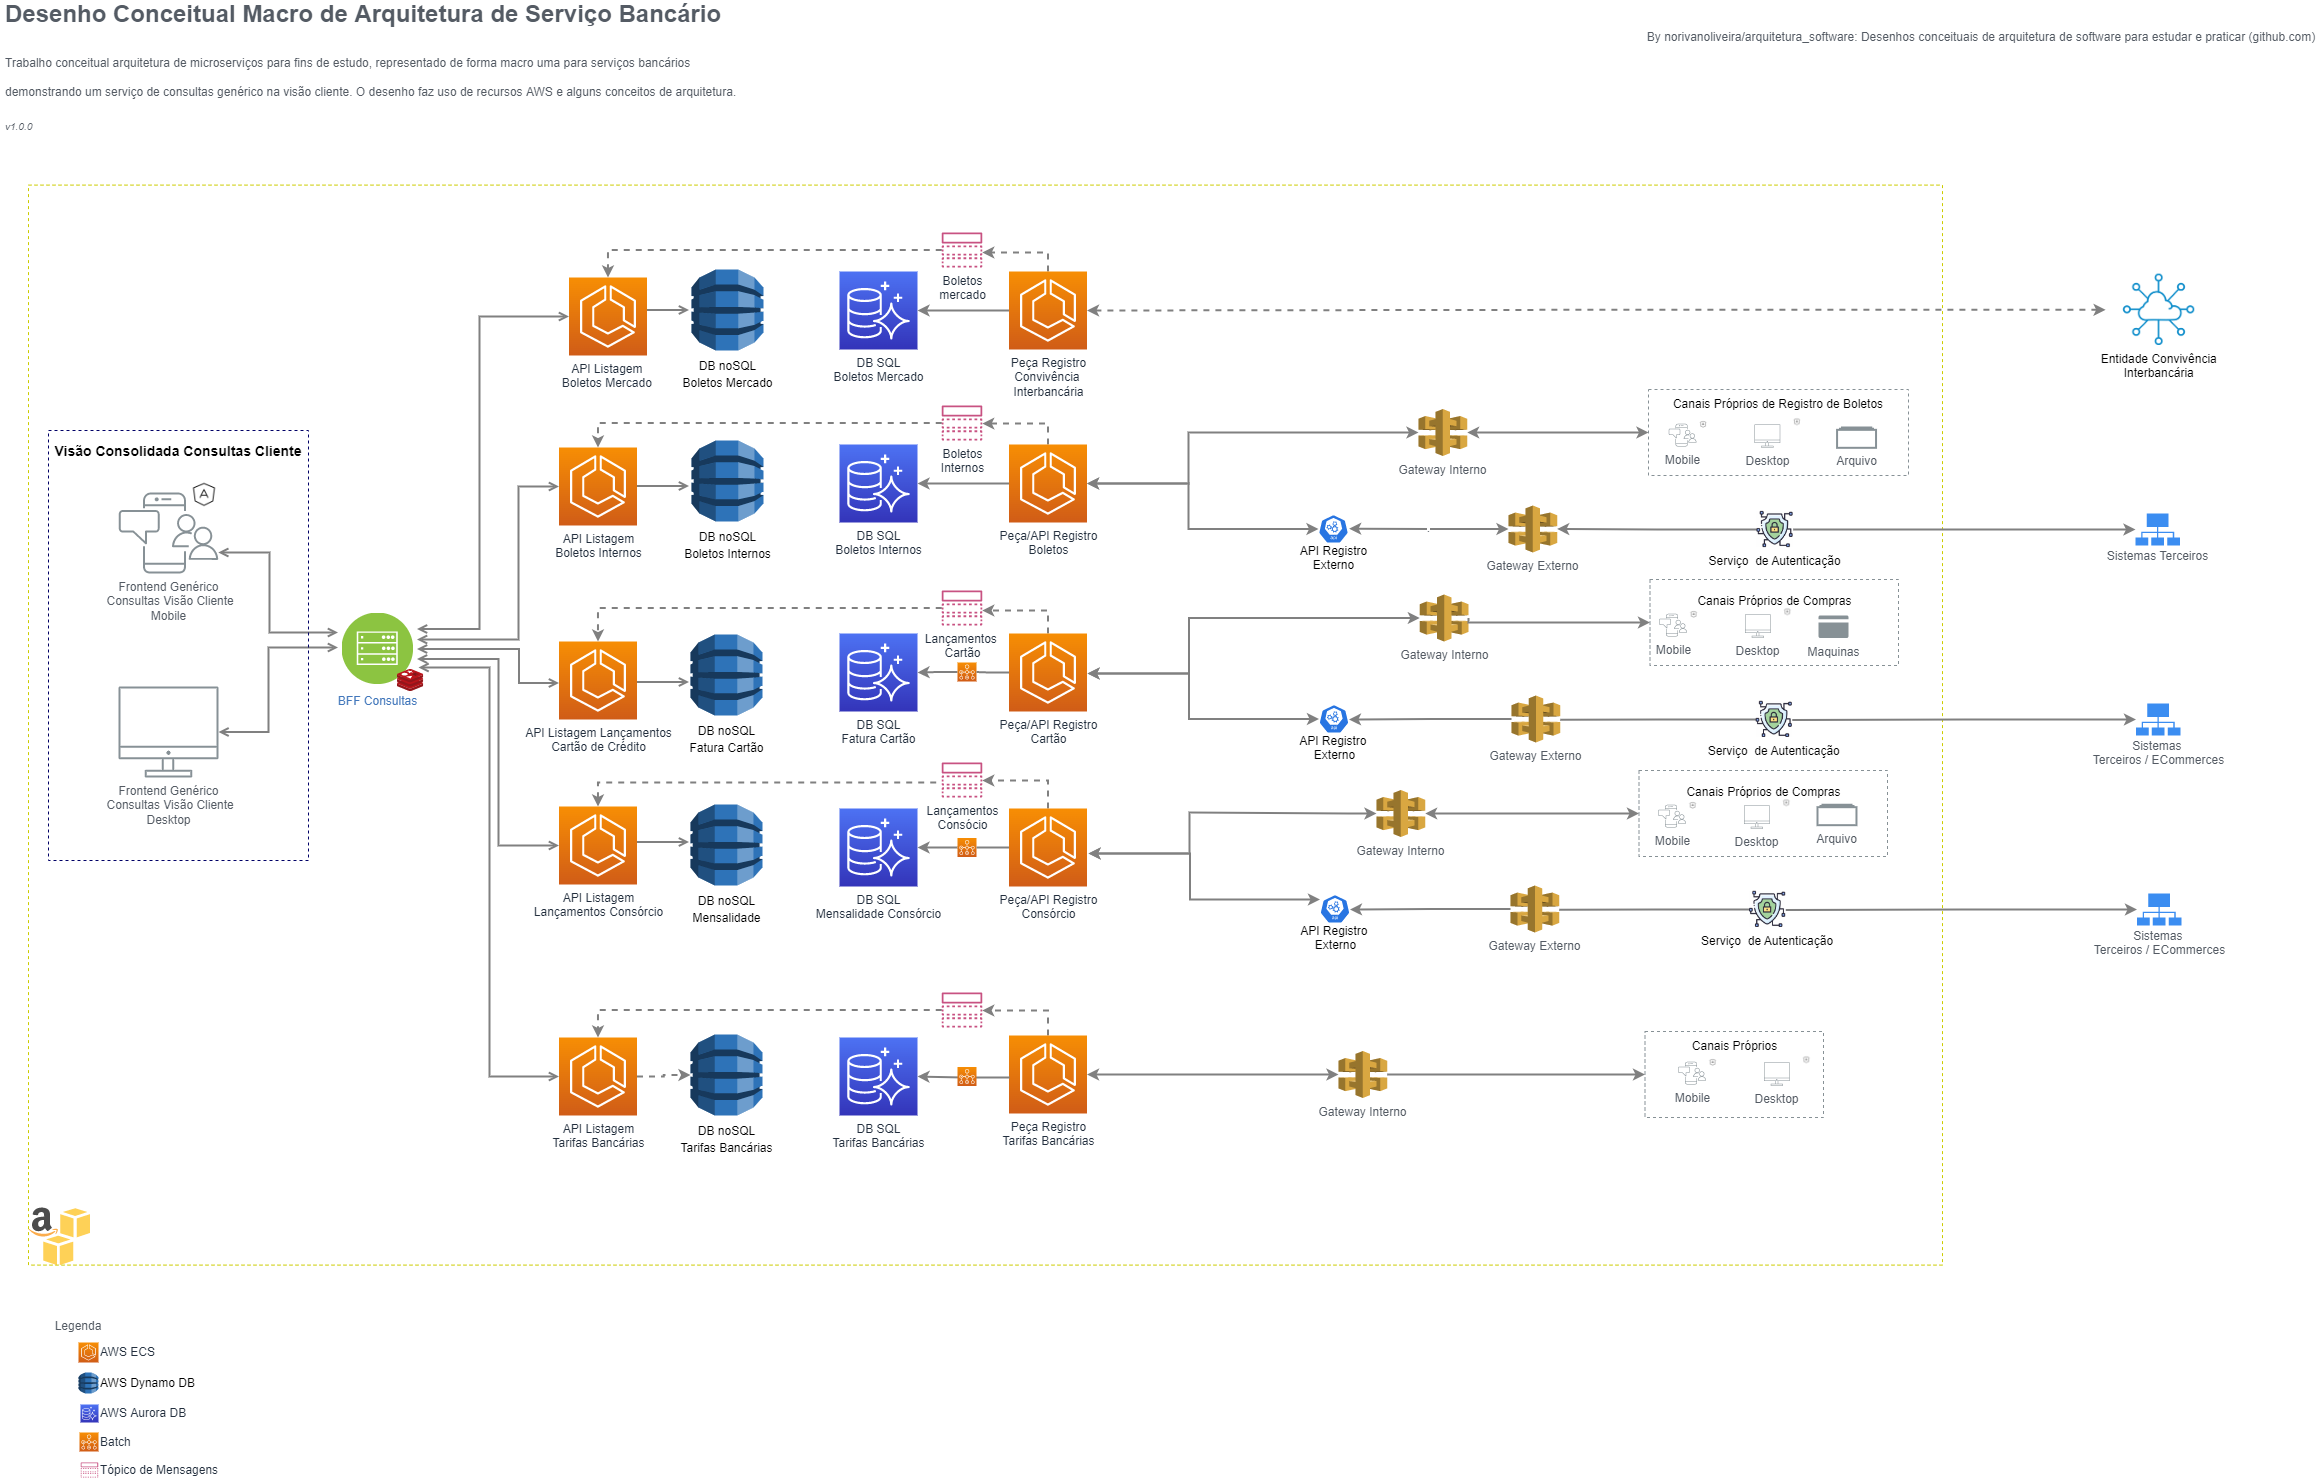 Desenho Conceitual Macro de Arquitetura de Serviço Bancário
By norivanoliveira/arquitetura_software: Desenhos conceituais de arquitetura de software para estudar e praticar (github.com)
Trabalho conceitual arquitetura de microserviços para fins de estudo, representado de forma macro uma para serviços bancários
demonstrando um serviço de consultas genérico na visão cliente. O desenho faz uso de recursos AWS e alguns conceitos de arquitetura.
v1.0.0
Visão Consolidada Consultas Cliente
A
Frontend Genérico
Consultas Visão Cliente
Mobile
Frontend Genérico
Consultas Visão Cliente
Desktop
BFF Consultas
Boletos
mercado
API Listagem
Boletos Mercado
DB noSQL
Boletos Mercado
DB SQL
Boletos Mercado
Peça Registro
Convivência
Interbancária
Entidade Convivência
Interbancária
Boletos
Internos
API Listagem
Boletos Internos
DB noSQL
Boletos Internos
DB SQL
Boletos Internos
Peça/API Registro
Boletos
Gateway Interno
Canais Próprios de Registro de Boletos
Mobile
Desktop
Arquivo
API Registro
Externo
Gateway Externo
Serviço  de Autenticação
Sistemas Terceiros
Lançamentos
Cartão
API Listagem Lançamentos
Cartão de Crédito
DB noSQL
Fatura Cartão
DB SQL
Fatura Cartão
Peça/API Registro
Cartão
Gateway Interno
Canais Próprios de Compras
Mobile
Desktop
Maquinas
API Registro
Externo
Gateway Externo
Serviço  de Autenticação
Sistemas
Terceiros / ECommerces
Lançamentos
Consócio
API Listagem
Lançamentos Consórcio
DB noSQL
Mensalidade
DB SQL
Mensalidade Consórcio
Peça/API Registro
Consórcio
Gateway Interno
Canais Próprios de Compras
Mobile
Desktop
Arquivo
API Registro
Externo
Gateway Externo
Serviço  de Autenticação
Sistemas
Terceiros / ECommerces
API Listagem
Tarifas Bancárias
DB noSQL
Tarifas Bancárias
DB SQL
Tarifas Bancárias
Peça Registro
Tarifas Bancárias
Gateway Interno
Canais Próprios
Mobile
Desktop
a
Legenda
AWS ECS
AWS Dynamo DB
AWS Aurora DB
Batch
Tópico de Mensagens